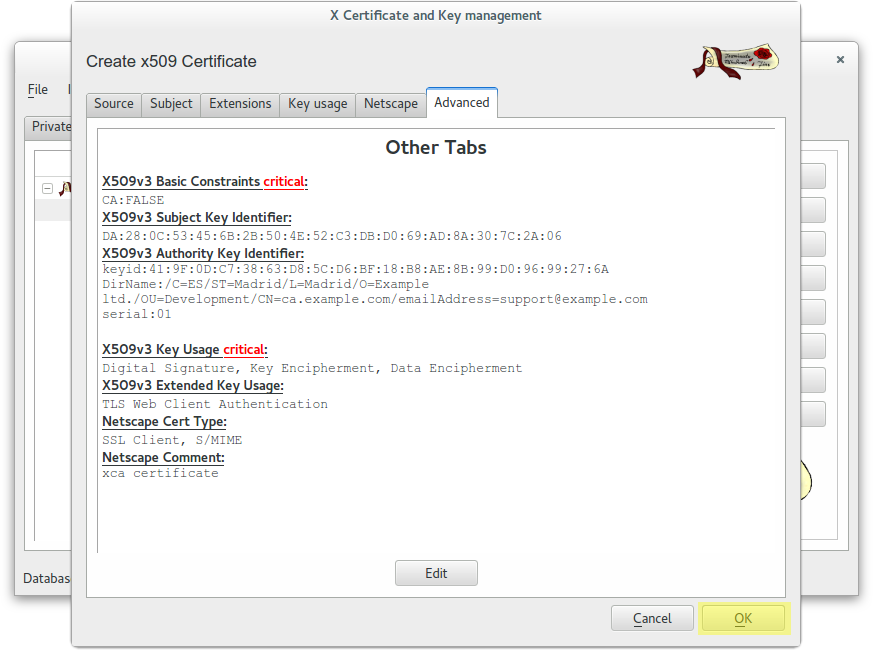 X Certificate and Key management
Create x509 Certificate
File
Private
Source Subject Extensions Key usage Netscape Advanced
Other Tabs
X509v3 Basic Constraints critical:
CA:FALSE
X509v3 Subject Key Identifier:
DA:28:0C:53:45:6B:2B:50:4E:52:C3:DB:D0:69:AD:8A:30:7C:2A:06
X509v3 Authority Key Identifier:
keyid:41:9F:0D:C7:38:63:D8:5C:D6:BF:18:B8:AE:8B:99:D0:96:99:27:6A
DirName:/C=ES/ST=Madrid/L=Madrid/O=Example
ltd./OU=Development/CN=ca.example.com/emailAddress=support@example.com
serial:01
X509v3 Key Usage critical:
Digital Signature, Key Encipherment, Data Encipherment
X509v3 Extended Key Usage:
TLS Web Client Authentication
Netscape Cert Type:
SSL Client, S/MIME
Netscape Comment:
xca certificate
Edit
Databas
Cancel OK